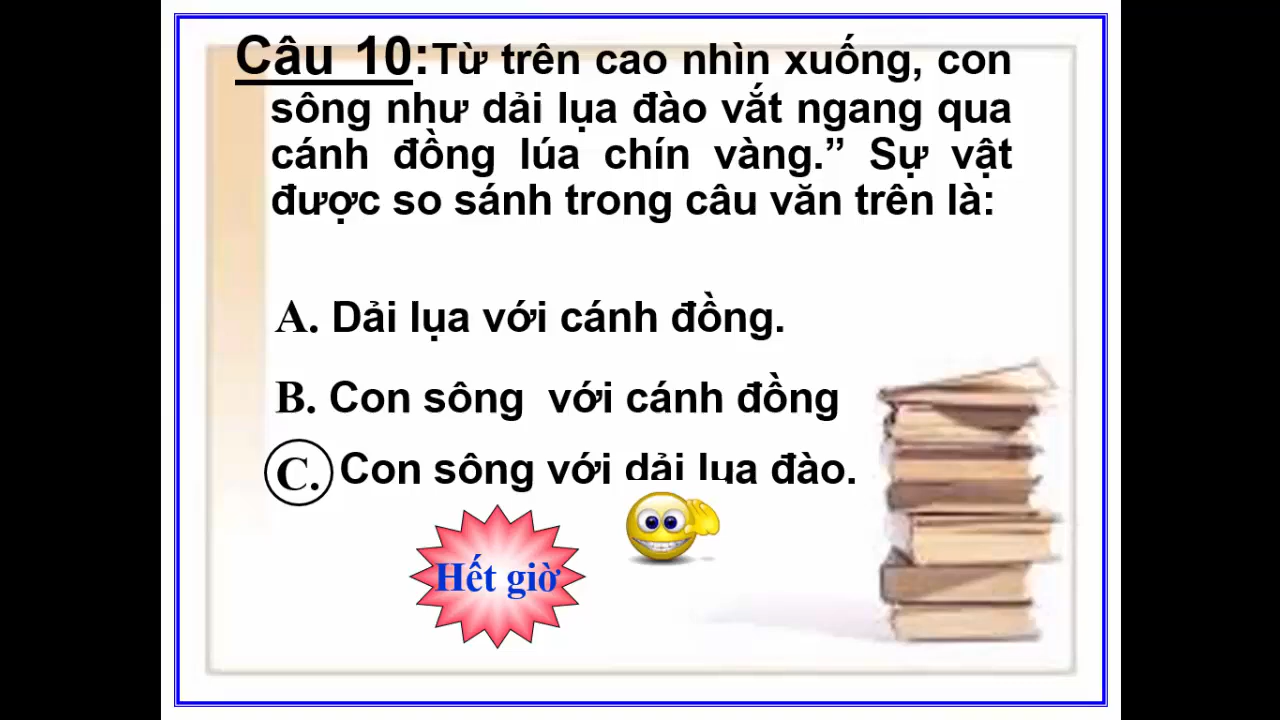 Câu 10:Từ trên cao nhìn xuống, con
sông như dải lụa đào vắt ngang qua
cánh đồng lúa chín vàng.” Sự vật
được so sánh trong câu văn trên là:
A. Dải lụa với cánh đồng.
B. Con sông với cánh đồng
C. Con sông với dải lụa đào.
Hết giờ